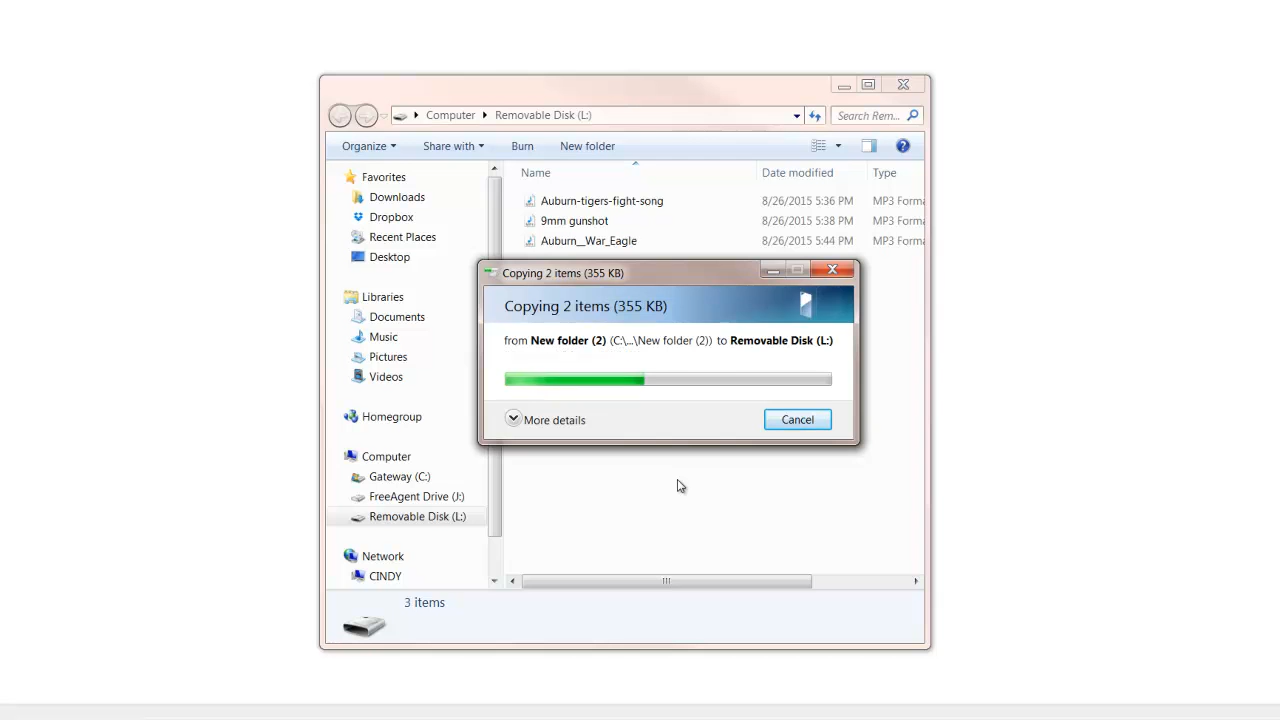 Computer Removable Disk (L:) Search Rem...
Organize Share with Burn New folder
Favorites
Downloads
Dropbox
Recent Places
Desktop
Libraries
Documents
Music
Pictures
Videos
Homegroup
Computer
Gateway (C:)
FreeAgent Drive (J:)
Removable Disk (L:)
Network
CINDY
Name Date modified Type
Auburn-tigers-fight-song 8/26/2015 5:36 PM MP3 Forma
9mm gunshot 8/26/2015 5:38 PM MP3 Forma
Auburn__War_Eagle 8/26/2015 5:44 PM MP3 Forma
Copying 2 items (355 KB)
Copying 2 items (355 KB)
from New folder (2) (C:\...\New folder (2)) to Removable Disk (L:)
More details Cancel
3 items